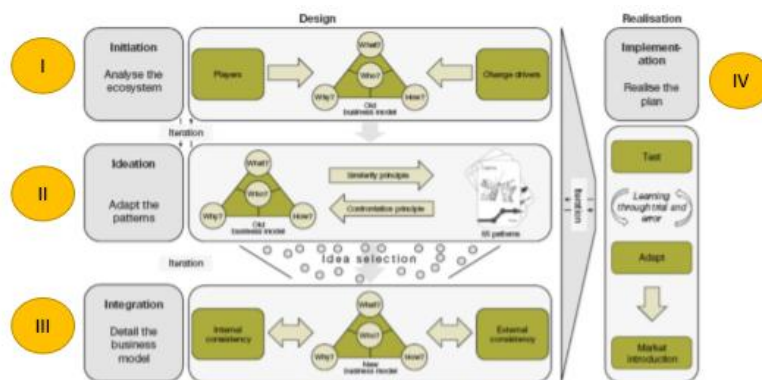 Design
Realisation
I
Initiation
Analyse the
ecosystem
Players
What?
Who?
Why?
How?
Old
business model
Change drivers
Implement-
ation
Realise the
plan
IV
Iteration
II
Ideation
Adapt the
patterns
What?
Who?
Why?
How?
Old
business model
Similarity principle
Confrontation principle
55 patterns
Iteration
Test
Learning
through trial and
error
Adapt
Market
introduction
Idea selection
Iteration
III
Integration
Detail the
business
model
Internal
consistency
What?
Who?
Why?
How?
New
business model
External
consistency